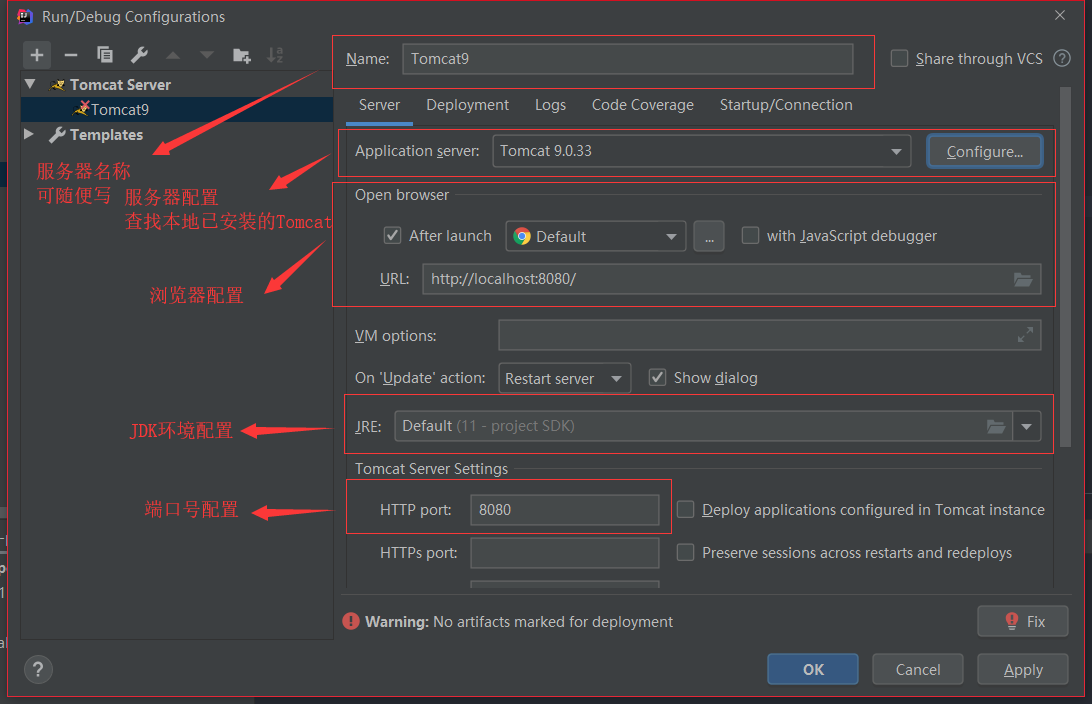 Run/Debug Configurations
Name: Tomcat9
Share through VCS
Tomcat Server
Tomcat9
Templates
Server Deployment Logs Code Coverage Startup/Connection
Application server: Tomcat 9.0.33 Configure...
服务器名称
可随便写
服务器配置
查找本地已安装的Tomcat
Open browser
After launch Default ... with JavaScript debugger
URL: http://localhost:8080/
浏览器配置
VM options:
On 'Update' action: Restart server Show dialog
JDK环境配置
JRE: Default (11 - project SDK)
Tomcat Server Settings
端口号配置
HTTP port: 8080 Deploy applications configured in Tomcat instance
HTTPs port: Preserve sessions across restarts and redeploys
Warning: No artifacts marked for deployment
Fix
? OK Cancel Apply